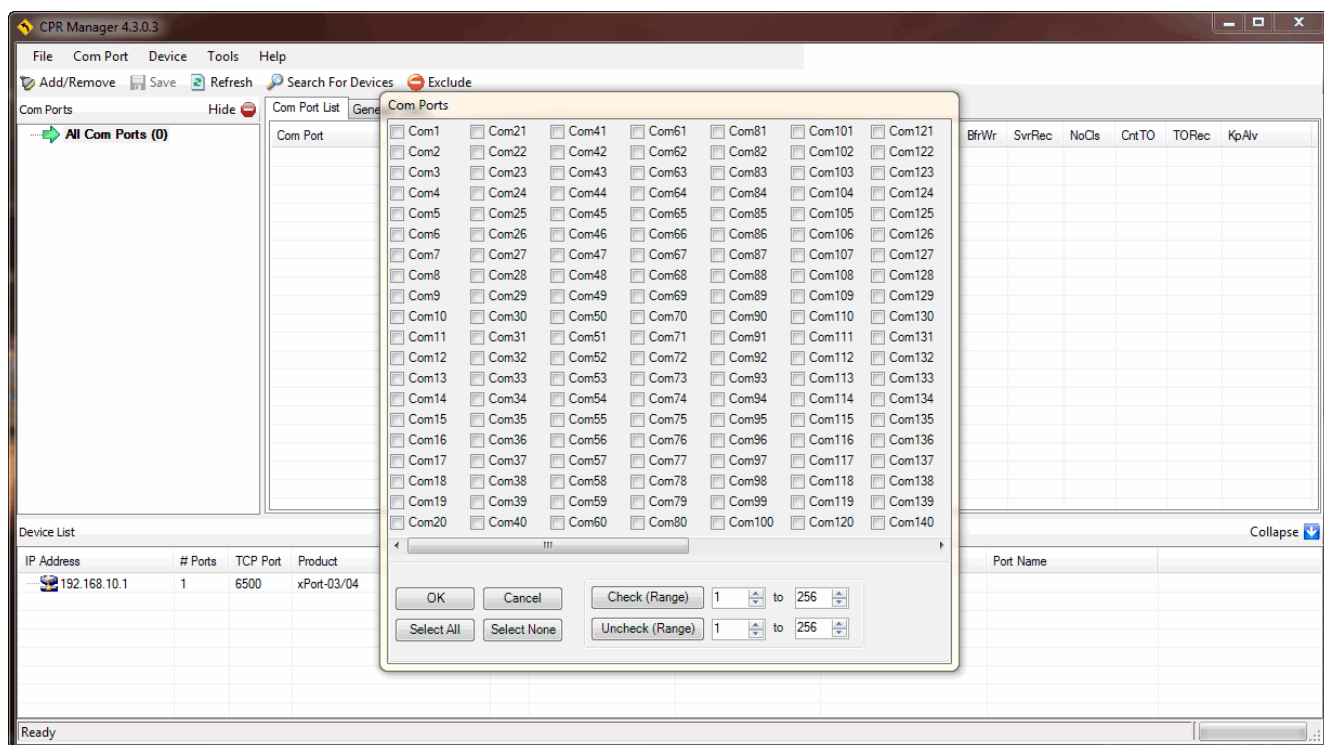 CPR Manager 4.3.0.3
File Com Port Device Tools Help
Add/Remove Save Refresh Search For Devices Exclude
Com Ports Hide
All Com Ports (0)
Com Port List Gene
Com Port BfrWr SvrRec NoCls CntTO TORec KpAlv
Com Ports
Com1 Com21 Com41 Com61 Com81 Com101 Com121
Com2 Com22 Com42 Com62 Com82 Com102 Com122
Com3 Com23 Com43 Com63 Com83 Com103 Com123
Com4 Com24 Com44 Com64 Com84 Com104 Com124
Com5 Com25 Com45 Com65 Com85 Com105 Com125
Com6 Com26 Com46 Com66 Com86 Com106 Com126
Com7 Com27 Com47 Com67 Com87 Com107 Com127
Com8 Com28 Com48 Com68 Com88 Com108 Com128
Com9 Com29 Com49 Com69 Com89 Com109 Com129
Com10 Com30 Com50 Com70 Com90 Com110 Com130
Com11 Com31 Com51 Com71 Com91 Com111 Com131
Com12 Com32 Com52 Com72 Com92 Com112 Com132
Com13 Com33 Com53 Com73 Com93 Com113 Com133
Com14 Com34 Com54 Com74 Com94 Com114 Com134
Com15 Com35 Com55 Com75 Com95 Com115 Com135
Com16 Com36 Com56 Com76 Com96 Com116 Com136
Com17 Com37 Com57 Com77 Com97 Com117 Com137
Com18 Com38 Com58 Com78 Com98 Com118 Com138
Com19 Com39 Com59 Com79 Com99 Com119 Com139
Com20 Com40 Com60 Com80 Com100 Com120 Com140
OK Cancel Check (Range) 1 to 256
Select All Select None Uncheck (Range) 1 to 256
Device List Collapse
IP Address # Ports TCP Port Product Port Name
192.168.10.1 1 6500 xPort-03/04
Ready